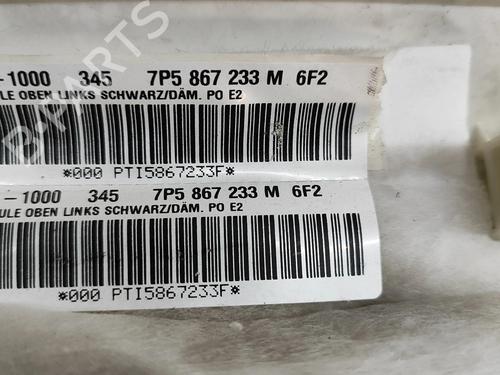 B-PARTS
-1000 345 7P5 867 233 M 6F2
ULE OBEN LINKS SCHWARZ/DÄM. PO E2
*000 PTI5867233F*
-1000 345 7P5 867 233 M 6F2
ULE OBEN LINKS SCHWARZ/DÄM. PO E2
*000 PTI5867233F*